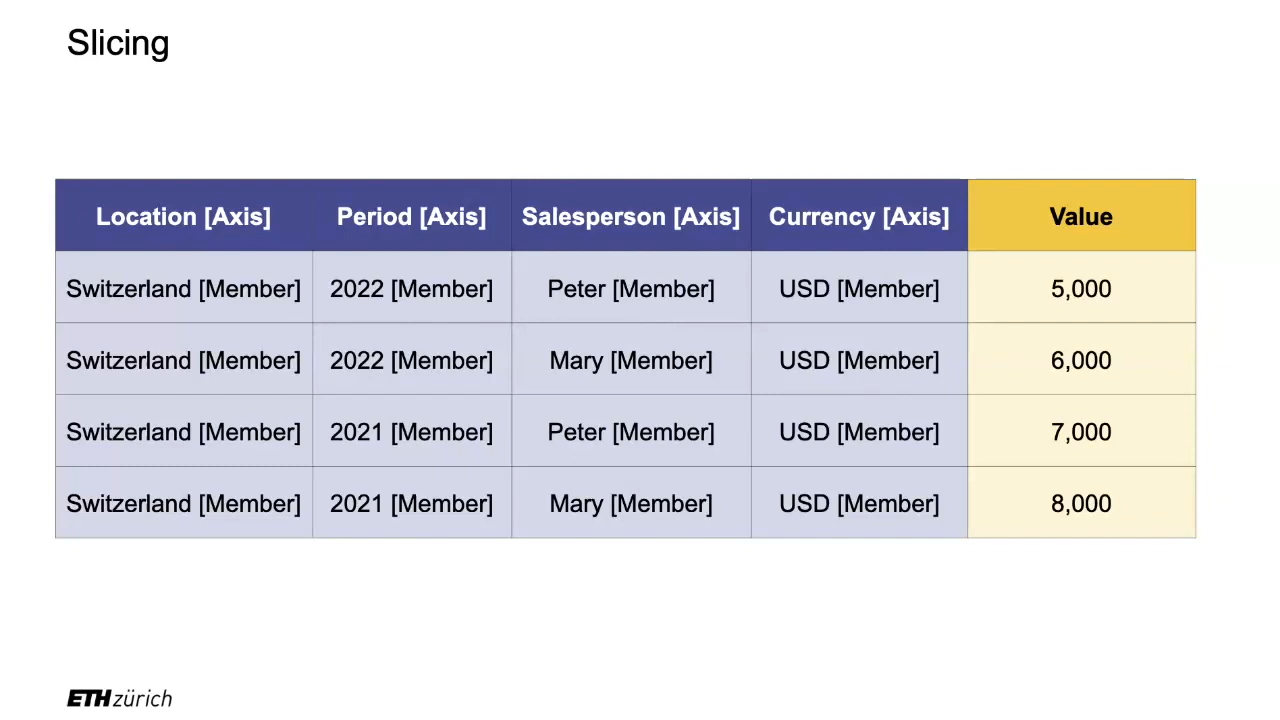 Slicing
Location [Axis] Period [Axis] Salesperson [Axis] Currency [Axis] Value
Switzerland [Member] 2022 [Member] Peter [Member] USD [Member] 5,000
Switzerland [Member] 2022 [Member] Mary [Member] USD [Member] 6,000
Switzerland [Member] 2021 [Member] Peter [Member] USD [Member] 7,000
Switzerland [Member] 2021 [Member] Mary [Member] USD [Member] 8,000
ETH zürich